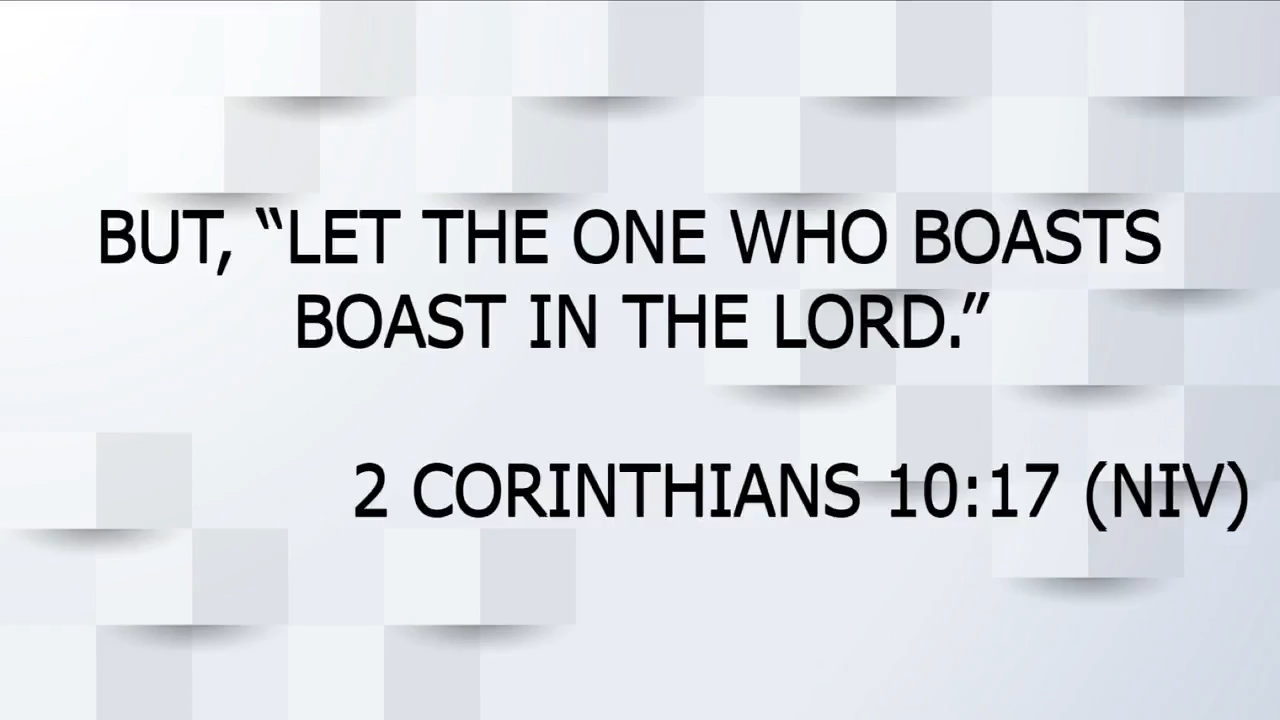 BUT, “LET THE ONE WHO BOASTS
BOAST IN THE LORD.”
2 CORINTHIANS 10:17 (NIV)